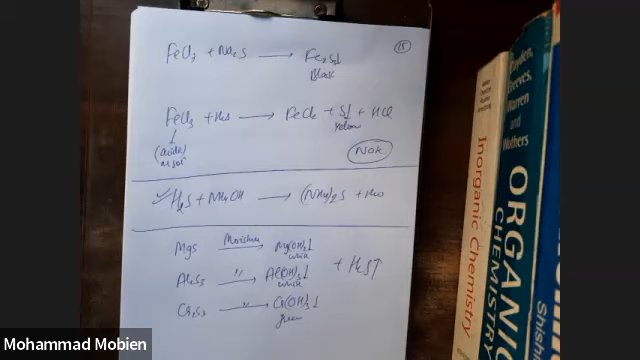 15
FeCl3 + Na2S → Fe2S3↓
Black
FeCl3 + H2S → FeCl2 + S↓ + HCl
yellow
(acidic
NOK
H2S + NH4OH → (NH4)2S + H2O
MgS Moisture → Mg(OH)2↓
white
Al2S3 " → Al(OH)3↓ + H2S↑
white
Cr2S3 " → Cr(OH)3↓
green
Inorganic Chemistry
Clayden,
Greeves,
Warren
and
Wothers
ORGANIC
CHEMISTRY
Mohammad Mobien